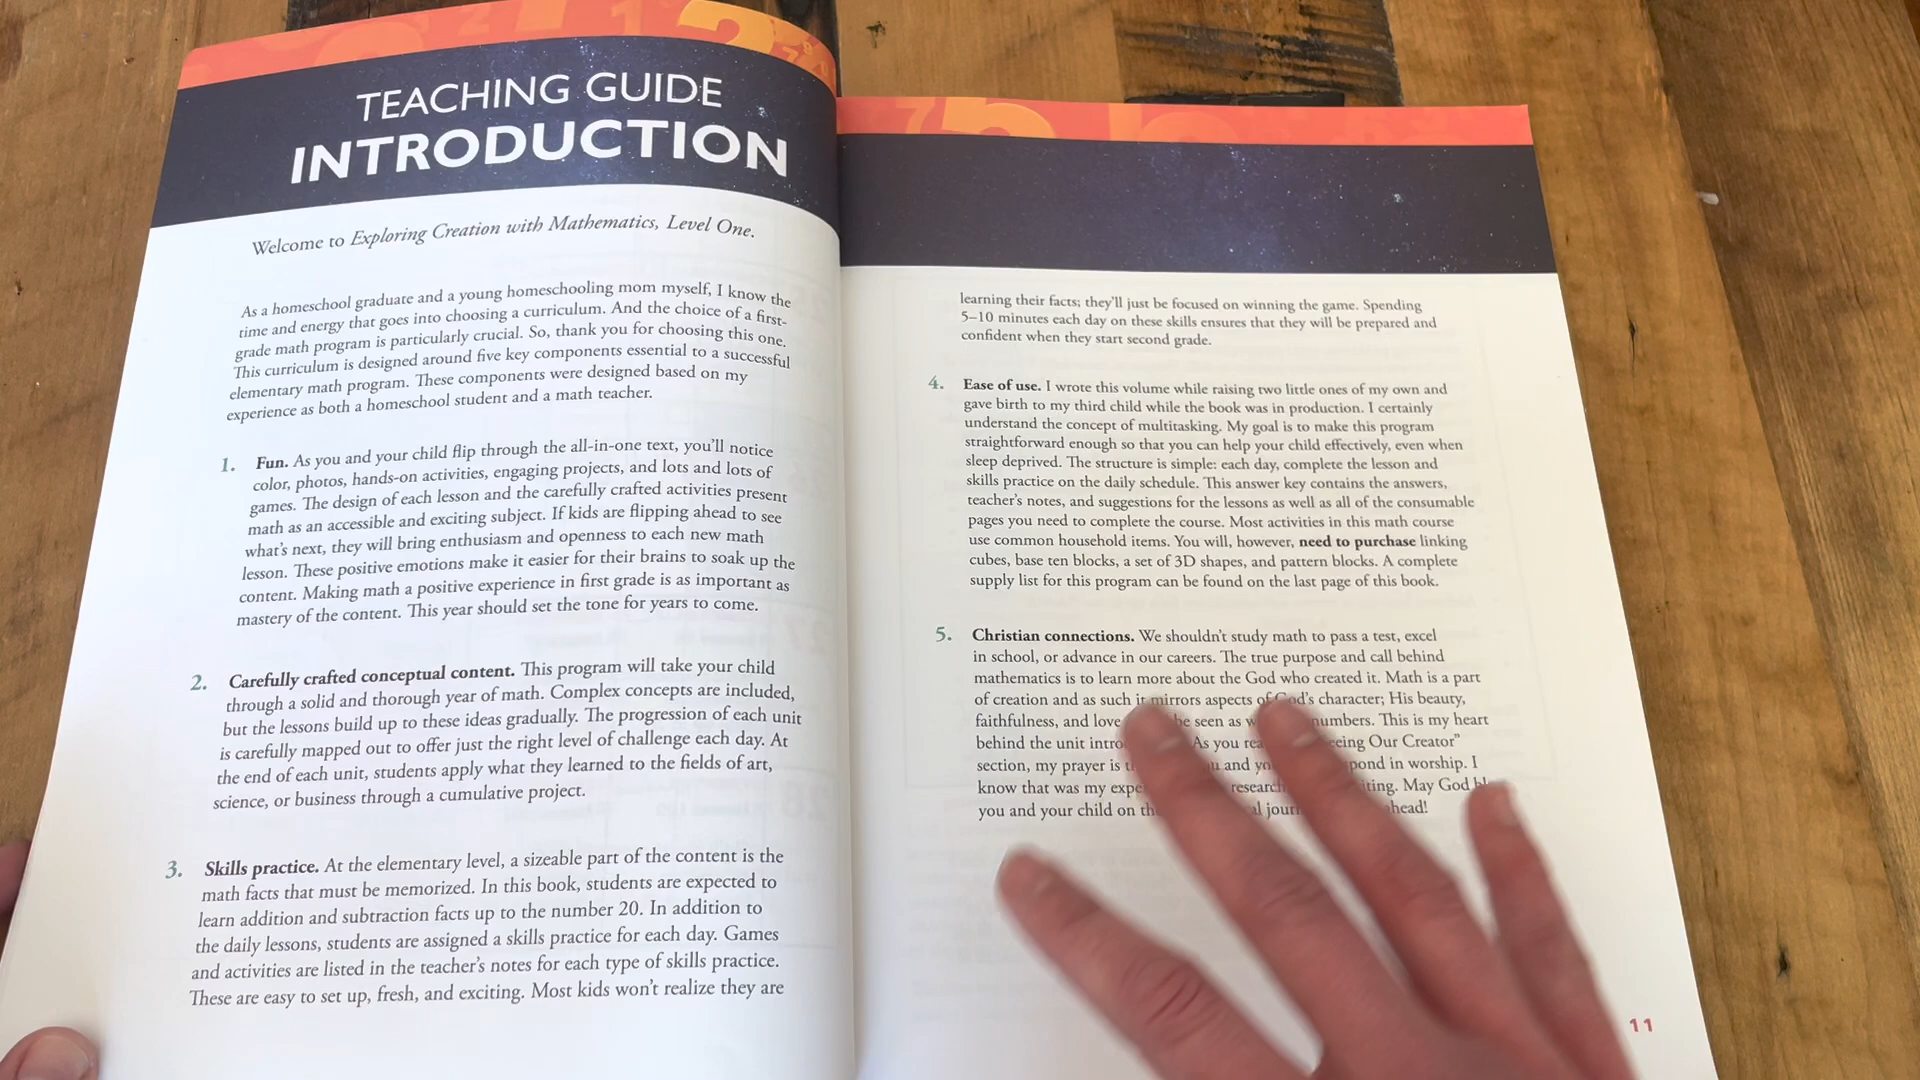 TEACHING GUIDE
INTRODUCTION
Welcome to Exploring Creation with Mathematics, Level One.
As a homeschool graduate and a young homeschooling mom myself, I know the
time and energy that goes into choosing a curriculum. And the choice of a first-
grade math program is particularly crucial. So, thank you for choosing this one.
This curriculum is designed around five key components essential to a successful
elementary math program. These components were designed based on my
experience as both a homeschool student and a math teacher.
1. Fun. As you and your child flip through the all-in-one text, you'll notice
color, photos, hands-on activities, engaging projects, and lots and lots of
games. The design of each lesson and the carefully crafted activities present
math as an accessible and exciting subject. If kids are flipping ahead to see
what's next, they will bring enthusiasm and openness to each new math
lesson. These positive emotions make it easier for their brains to soak up the
content. Making math a positive experience in first grade is as important as
mastery of the content. This year should set the tone for years to come.
2. Carefully crafted conceptual content. This program will take your child
through a solid and thorough year of math. Complex concepts are included,
but the lessons build up to these ideas gradually. The progression of each unit
is carefully mapped out to offer just the right level of challenge each day. At
the end of each unit, students apply what they learned to the fields of art,
science, or business through a cumulative project.
3. Skills practice. At the elementary level, a sizeable part of the content is the
math facts that must be memorized. In this book, students are expected to
learn addition and subtraction facts up to the number 20. In addition to
the daily lessons, students are assigned a skills practice for each day. Games
and activities are listed in the teacher's notes for each type of skills practice.
These are easy to set up, fresh, and exciting. Most kids won't realize they are
learning their facts; they'll just be focused on winning the game. Spending
5–10 minutes each day on these skills ensures that they will be prepared and
confident when they start second grade.
4. Ease of use. I wrote this volume while raising two little ones of my own and
gave birth to my third child while the book was in production. I certainly
understand the concept of multitasking. My goal is to make this program
straightforward enough so that you can help your child effectively, even when
sleep deprived. The structure is simple: each day, complete the lesson and
skills practice on the daily schedule. This answer key contains the answers,
teacher's notes, and suggestions for the lessons as well as all of the consumable
pages you need to complete the course. Most activities in this math course
use common household items. You will, however, need to purchase linking
cubes, base ten blocks, a set of 3D shapes, and pattern blocks. A complete
supply list for this program can be found on the last page of this book.
5. Christian connections. We shouldn't study math to pass a test, excel
in school, or advance in our careers. The true purpose and call behind
mathematics is to learn more about the God who created it. Math is a part
of creation and as such it mirrors aspects of God's character; His beauty,
faithfulness, and love be seen as numbers. This is my heart
behind the unit As you Our Creator"
section, my prayer is and in worship. I
know that was my May God
you and your child on
11